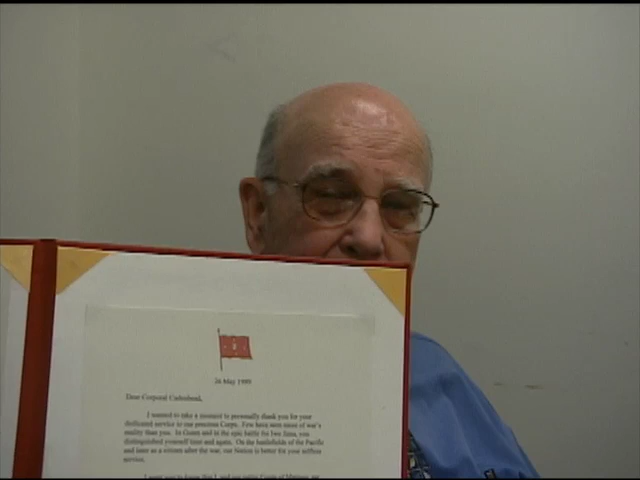 26 May 1999
Dear Corporal
I wanted to take a moment to personally thank you for your
dedicated service to our precious Corps. Few have seen more of war's
reality than you. In Guam and in the epic battle for Iwo Jima, you
distinguished yourself time and again. On the battlefields of the Pacific
and later as a citizen after the war, our Nation is better for your selfless
service.